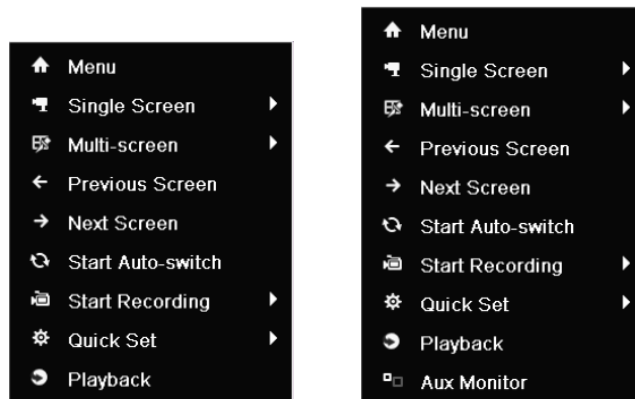 Menu
Single Screen
Multi-screen
Previous Screen
Next Screen
Start Auto-switch
Start Recording
Quick Set
Playback
Menu
Single Screen
Multi-screen
Previous Screen
Next Screen
Start Auto-switch
Start Recording
Quick Set
Playback
Aux Monitor